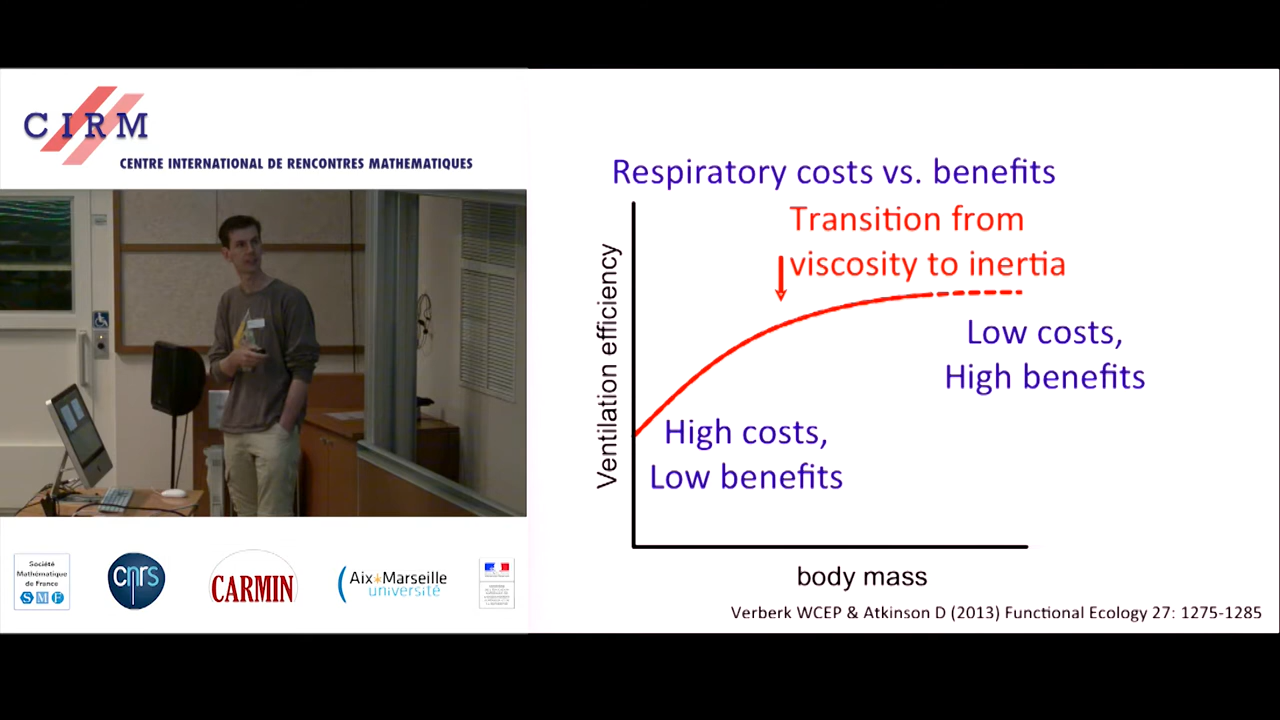 CIRM
CENTRE INTERNATIONAL DE RENCONTRES MATHEMATIQUES
Respiratory costs vs. benefits
Transition from
viscosity to inertia
Ventilation efficiency
Low costs,
High benefits
High costs,
Low benefits
body mass
Verberk WCEP & Atkinson D (2013) Functional Ecology 27: 1275-1285
Société
Mathématique
de France
SMF
cnrs
CARMIN
Aix*Marseille
université